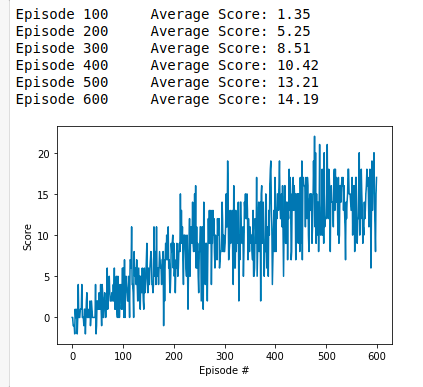 Episode 100 Average Score: 1.35
Episode 200 Average Score: 5.25
Episode 300 Average Score: 8.51
Episode 400 Average Score: 10.42
Episode 500 Average Score: 13.21
Episode 600 Average Score: 14.19
20
15
10
5
0
Score
0 100 200 300 400 500 600
Episode #